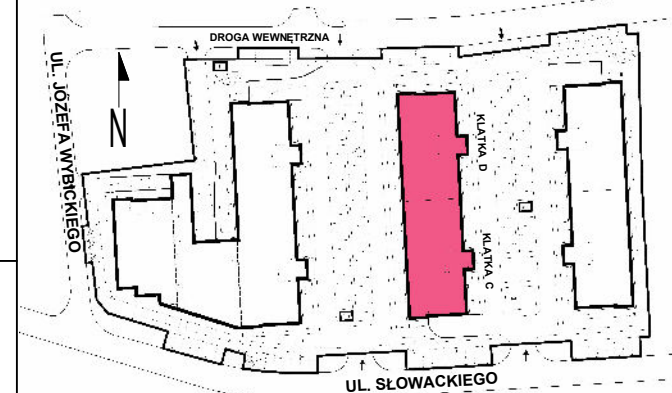 DROGA WEWNĘTRZNA
UL. JÓZEFA WYBICKIEGO
N
KLATKA D
KLATKA C
UL. SŁOWACKIEGO